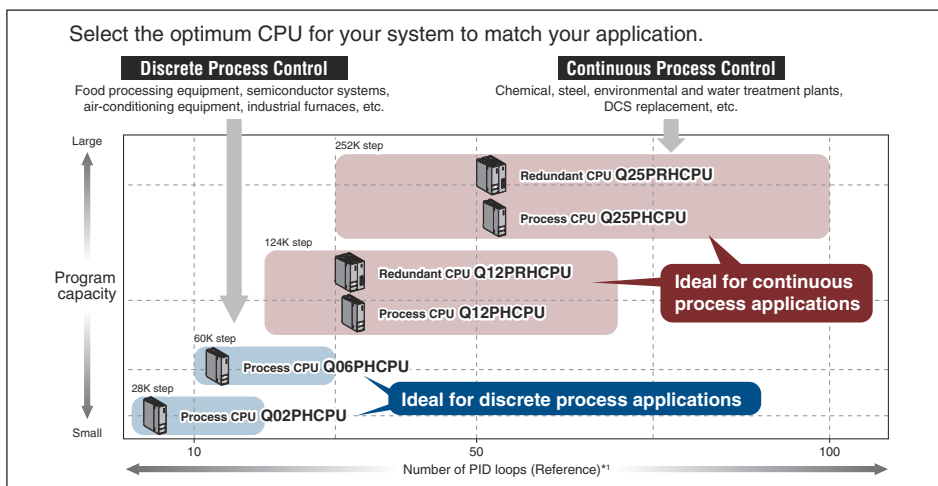 Select the optimum CPU for your system to match your application.
Discrete Process Control
Food processing equipment, semiconductor systems,
air-conditioning equipment, industrial furnaces, etc.
Continuous Process Control
Chemical, steel, environmental and water treatment plants,
DCS replacement, etc.
Large
252K step
Redundant CPU Q25PRHCPU
Process CPU Q25PHCPU
124K step
Redundant CPU Q12PRHCPU
Process CPU Q12PHCPU
Ideal for continuous
process applications
Program
capacity
60K step
Process CPU Q06PHCPU
28K step
Process CPU Q02PHCPU
Ideal for discrete process applications
Small
10
50
100
Number of PID loops (Reference)*1